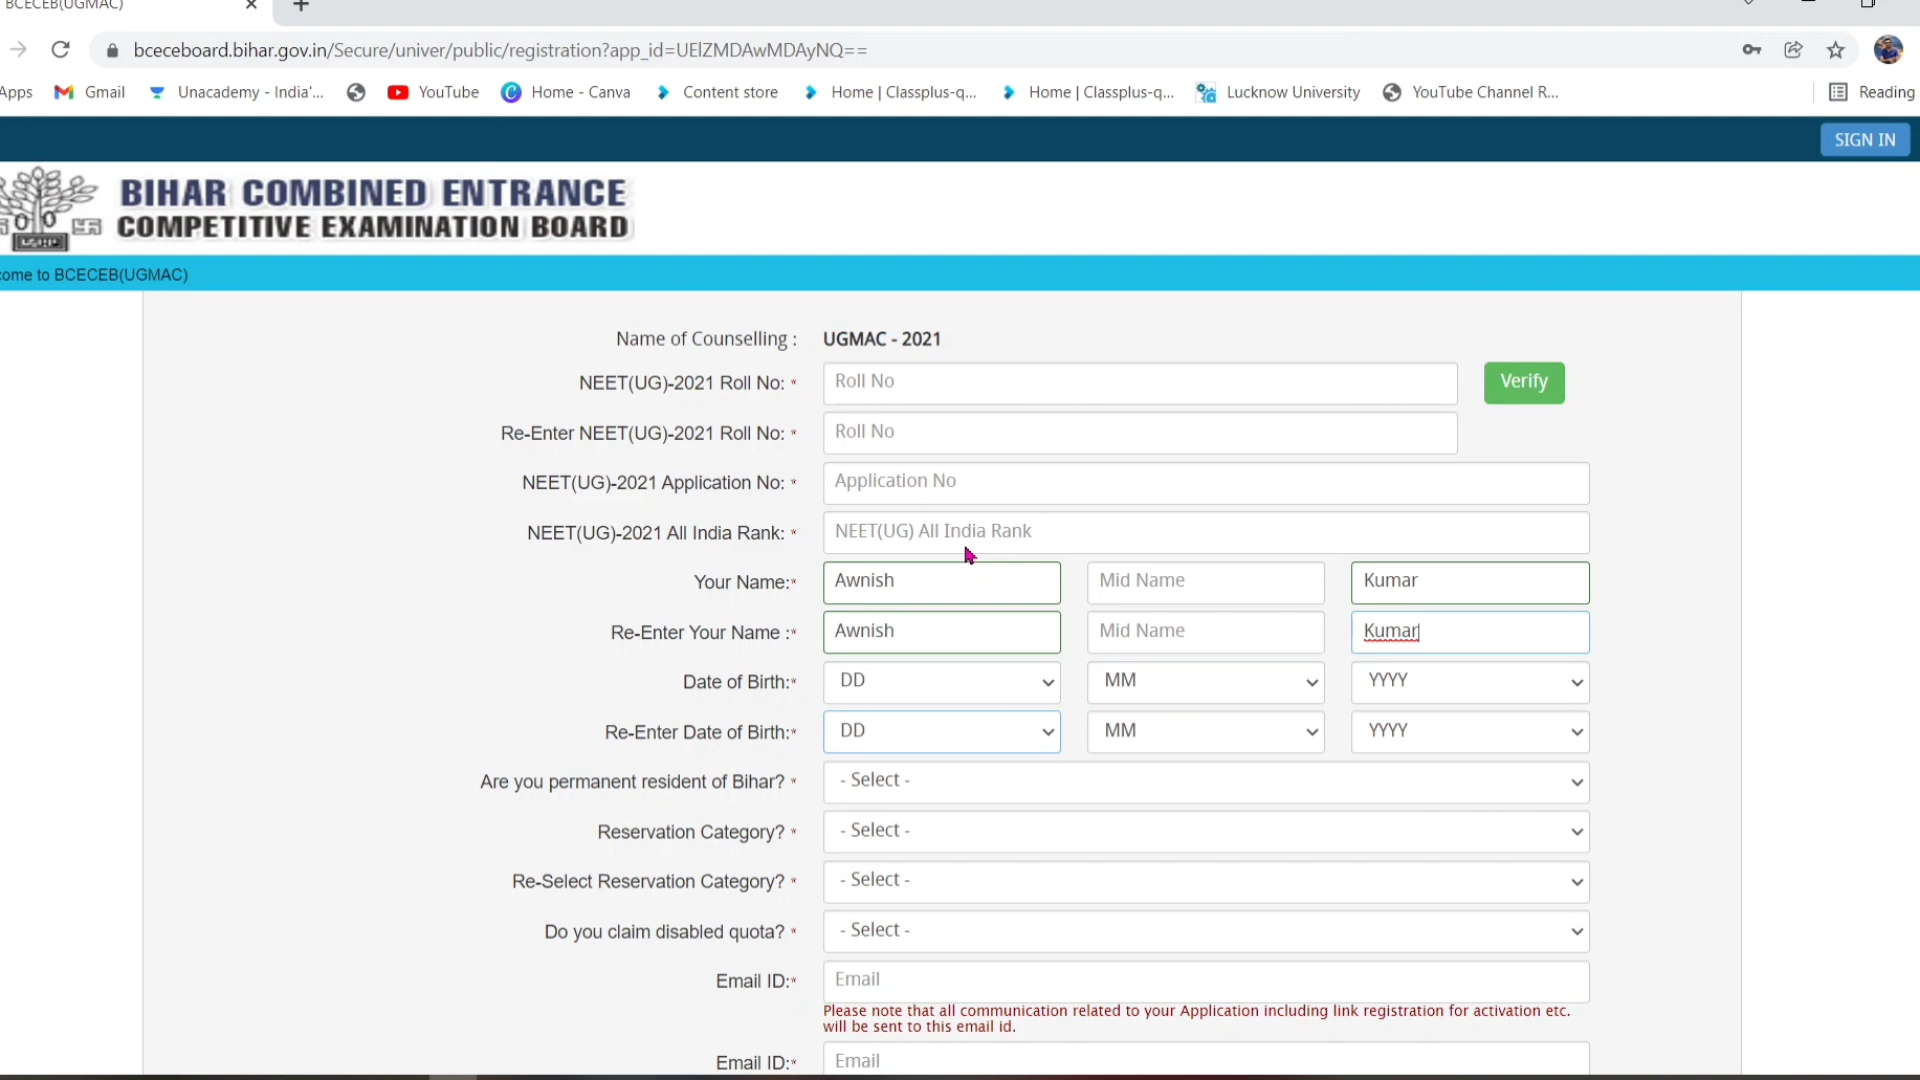 BCECEB(UGMAC)
bceceboard.bihar.gov.in/Secure/univer/public/registration?app_id=UElZMDAwMDAyNQ==
Apps Gmail Unacademy - India'... YouTube Home - Canva Content store Home | Classplus-q... Home | Classplus-q... Lucknow University YouTube Channel R... Reading
SIGN IN
BIHAR COMBINED ENTRANCE
COMPETITIVE EXAMINATION BOARD
come to BCECEB(UGMAC)
Name of Counselling : UGMAC - 2021
NEET(UG)-2021 Roll No: * Roll No Verify
Re-Enter NEET(UG)-2021 Roll No: * Roll No
NEET(UG)-2021 Application No: * Application No
NEET(UG)-2021 All India Rank: * NEET(UG) All India Rank
Your Name:* Awnish Mid Name Kumar
Re-Enter Your Name :* Awnish Mid Name Kumar
Date of Birth:* DD MM YYYY
Re-Enter Date of Birth:* DD MM YYYY
Are you permanent resident of Bihar? * - Select -
Reservation Category? * - Select -
Re-Select Reservation Category? * - Select -
Do you claim disabled quota? * - Select -
Email ID:* Email
Please note that all communication related to your Application including link registration for activation etc.
will be sent to this email id.
Email ID:* Email